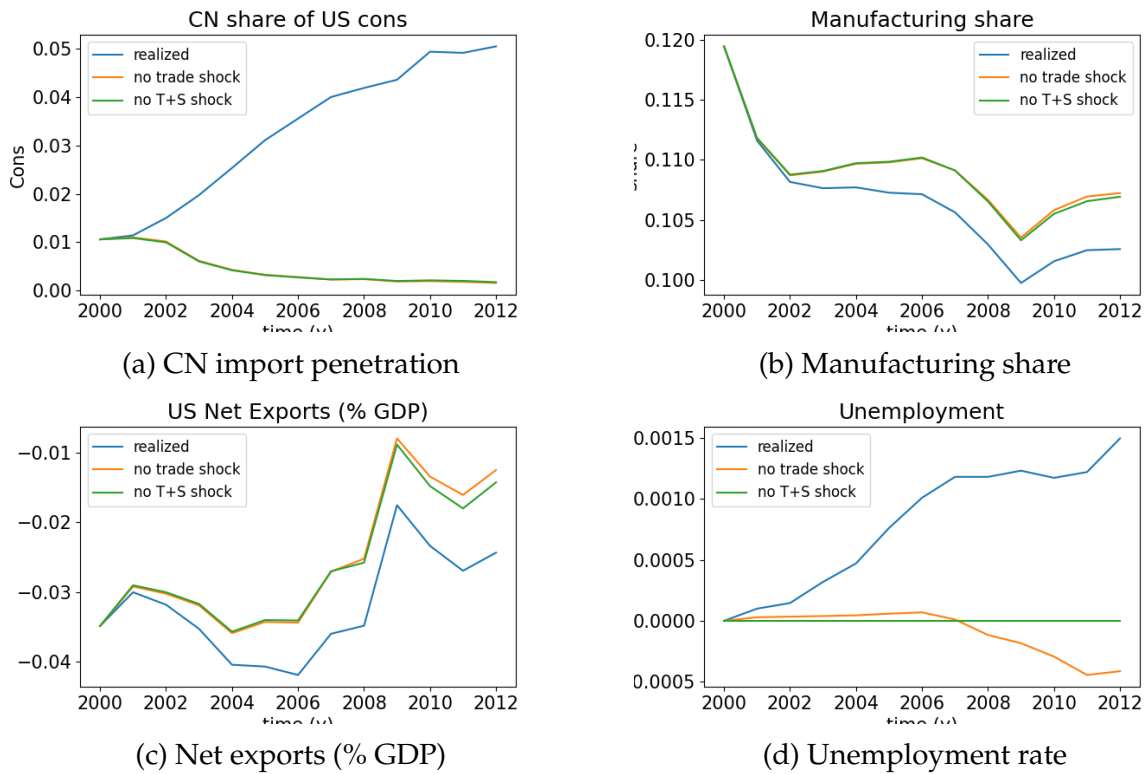 CN share of US cons
Cons
0.05
0.04
0.03
0.02
0.01
0.00
realized
no trade shock
no T+S shock
2000 2002 2004 2006 2008 2010 2012
time (y)
(a) CN import penetration
Manufacturing share
share
0.120
0.115
0.110
0.105
0.100
realized
no trade shock
no T+S shock
2000 2002 2004 2006 2008 2010 2012
time (y)
(b) Manufacturing share
US Net Exports (% GDP)
−0.01
−0.02
−0.03
−0.04
realized
no trade shock
no T+S shock
2000 2002 2004 2006 2008 2010 2012
time (y)
(c) Net exports (% GDP)
Unemployment
0.0015
0.0010
0.0005
0.0000
0.0005
realized
no trade shock
no T+S shock
2000 2002 2004 2006 2008 2010 2012
time (y)
(d) Unemployment rate